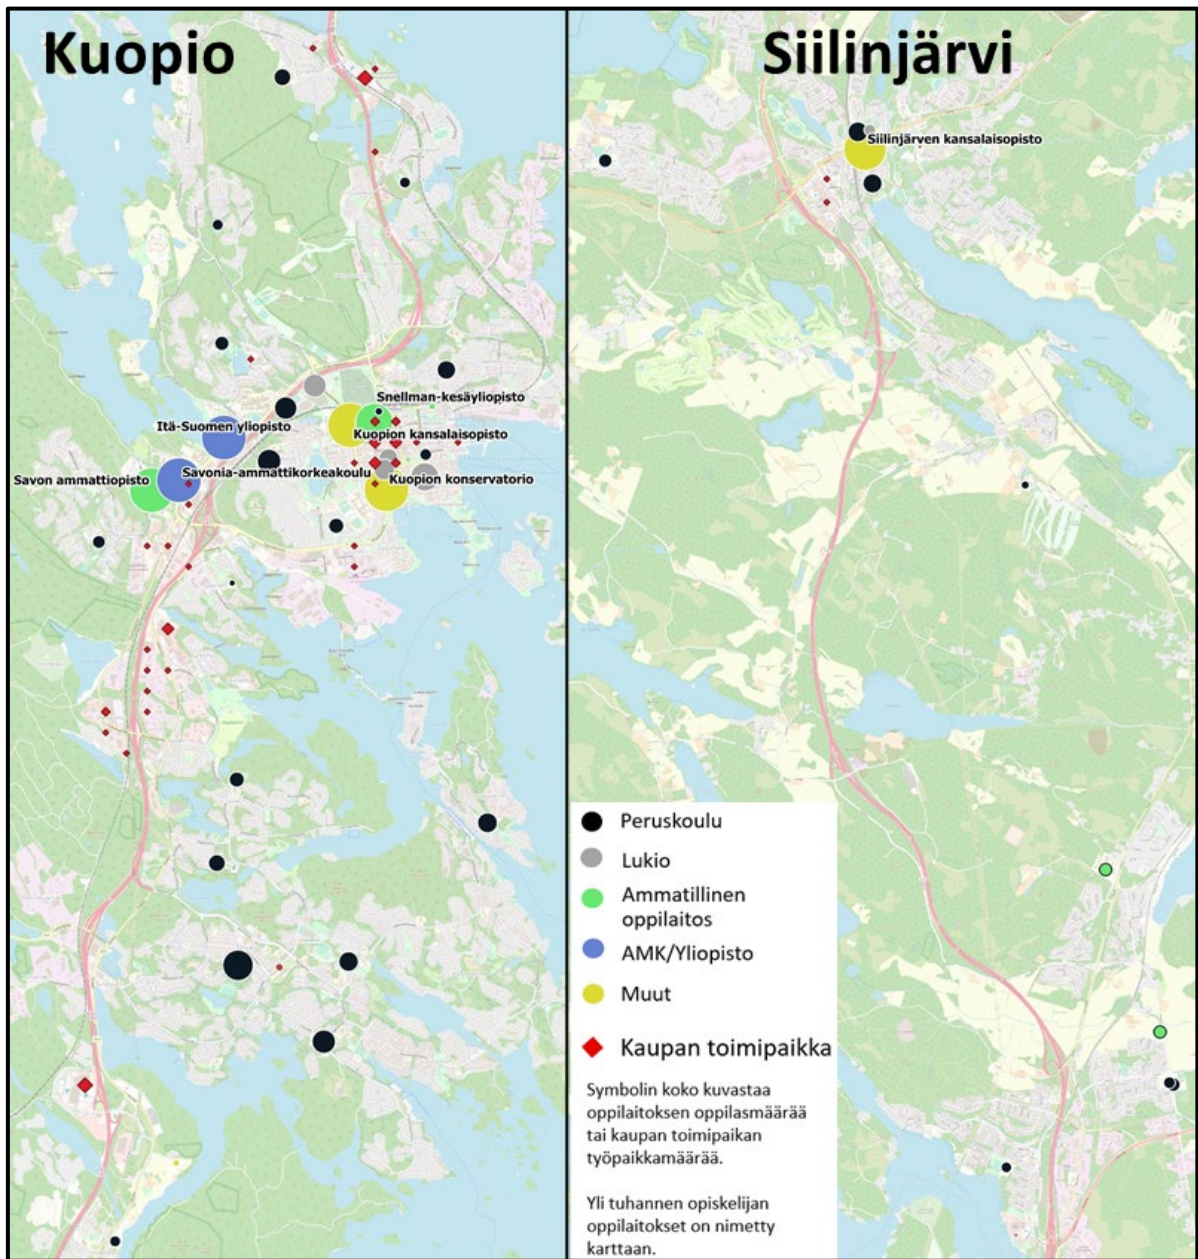 Kuopio
Siilinjärvi
Siilinjärven kansalaisopisto
Snellman-kesäyliopisto
Itä-Suomen yliopisto
Kuopion kansalaisopisto
Savonia-ammattikorkeakoulu
Savon ammattiopisto
Kuopion konservatorio
Peruskoulu
Lukio
Ammatillinen
oppilaitos
AMK/Yliopisto
Muut
Kaupan toimipaikka
Symbolin koko kuvastaa
oppilaitoksen oppilasmäärää
tai kaupan toimipaikan
työpaikkamäärää.
Yli tuhannen opiskelijan
oppilaitokset on nimetty
karttaan.